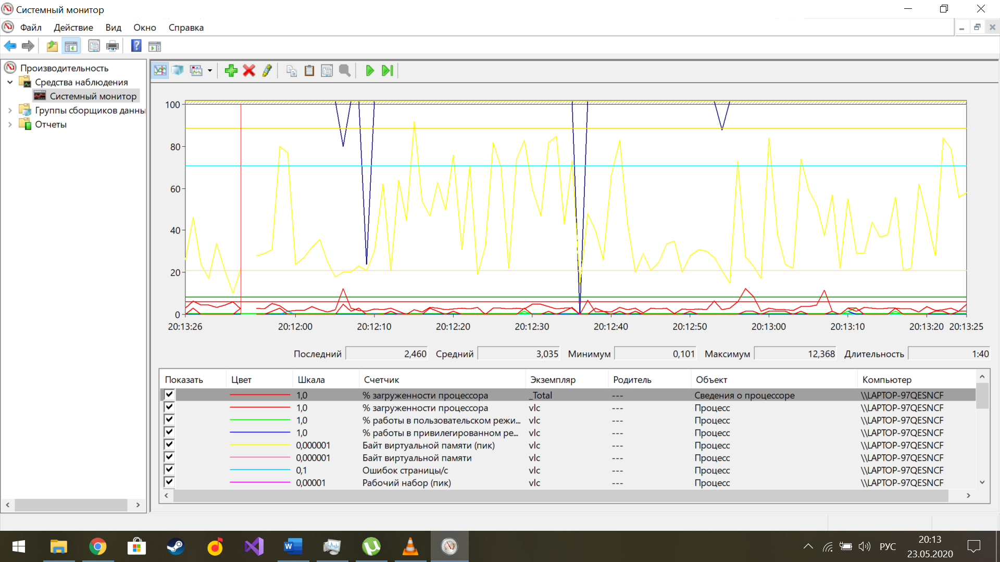 Системный монитор
Файл Действие Вид Окно Справка
Производительность
Средства наблюдения
Системный монитор
Группы сборщиков данны
Отчеты
100
80
60
40
20
0
20:13:26 20:12:00 20:12:10 20:12:20 20:12:30 20:12:40 20:12:50 20:13:00 20:13:10 20:13:20 20:13:25
Последний 2,460 Средний 3,035 Минимум 0,101 Максимум 12,368 Длительность 1:40
Показать Цвет Шкала Счетчик Экземпляр Родитель Объект Компьютер
1,0 % загруженности процессора _Total --- Сведения о процессоре \\LAPTOP-97QESNCF
1,0 % загруженности процессора vlc --- Процесс \\LAPTOP-97QESNCF
1,0 % работы в пользовательском режи... vlc --- Процесс \\LAPTOP-97QESNCF
1,0 % работы в привилегированном ре... vlc --- Процесс \\LAPTOP-97QESNCF
0,000001 Байт виртуальной памяти (пик) vlc --- Процесс \\LAPTOP-97QESNCF
0,000001 Байт виртуальной памяти vlc --- Процесс \\LAPTOP-97QESNCF
0,1 Ошибок страницы/с vlc --- Процесс \\LAPTOP-97QESNCF
0,00001 Рабочий набор (пик) vlc --- Процесс \\LAPTOP-97QESNCF
РУС
20:13
23.05.2020